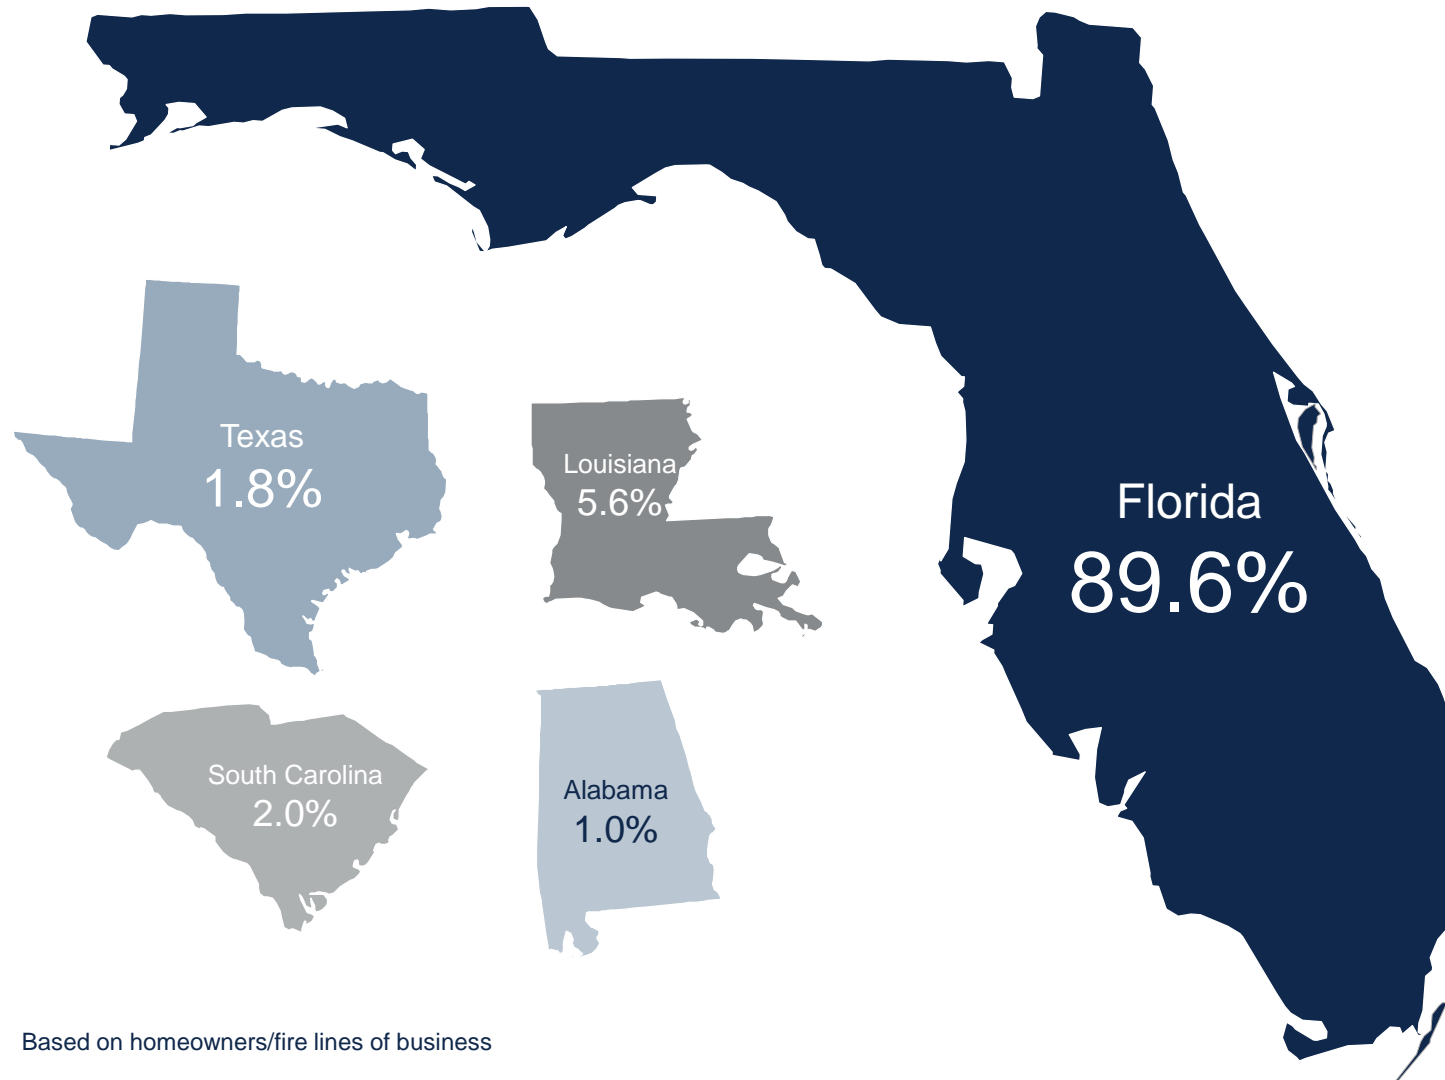 Texas
1.8%
Louisiana
5.6%
Florida
89.6%
South Carolina
2.0%
Alabama
1.0%
Based on homeowners/fire lines of business